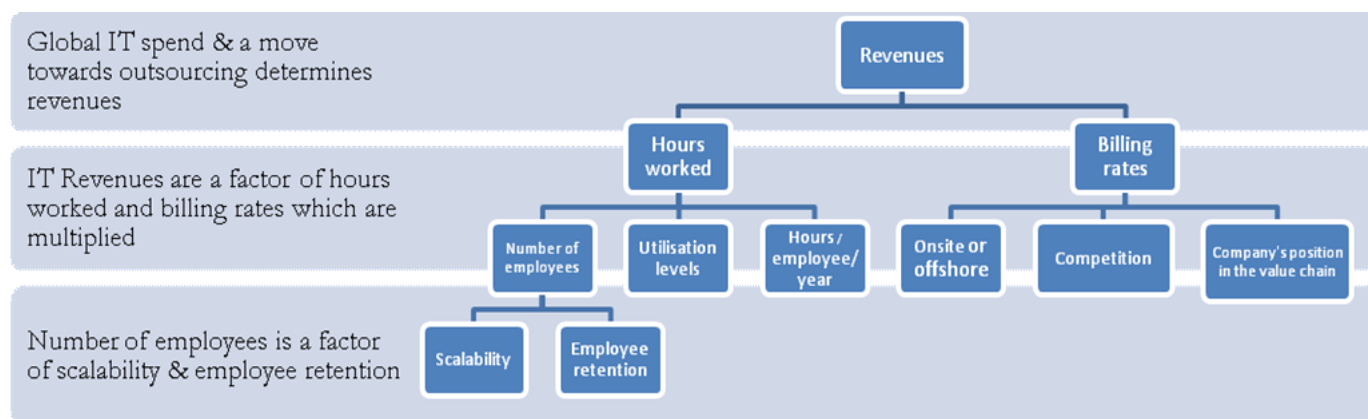 Global IT spend & a move
towards outsourcing determines
revenues
Revenues
Hours
worked
Billing
rates
IT Revenues are a factor of hours
worked and billing rates which are
multiplied
Number of
employees
Utilisation
levels
Hours /
employee/
year
Onsite or
offshore
Competition
Company's position
in the value chain
Number of employees is a factor
of scalability & employee retention
Scalability
Employee
retention